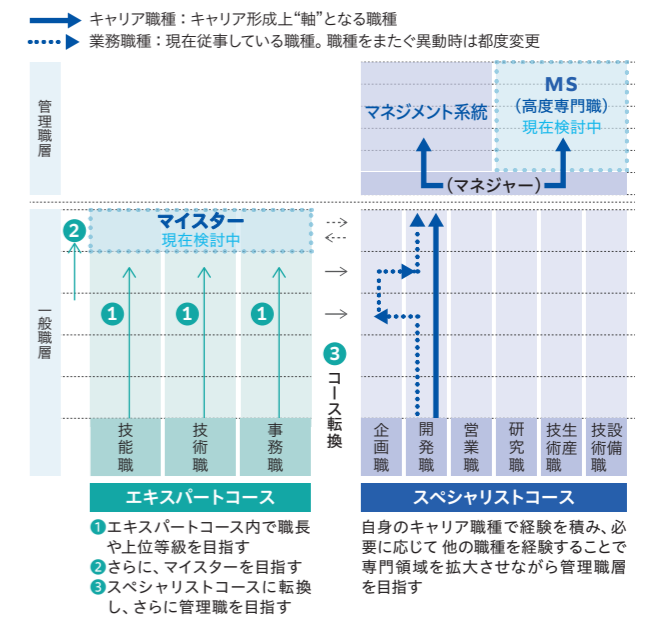 キャリア職種：キャリア形成上“軸”となる職種
業務職種：現在従事している職種。職種をまたぐ異動時は都度変更
管理職層
マネジメント系統
MS
(高度専門職)
現在検討中
(マネジャー)
一般職層
マイスター
現在検討中
2
1
1
1
3
コース転換
技能職
技術職
事務職
企画職
開発職
営業職
研究職
生産技術職
設備技術職
エキスパートコース
スペシャリストコース
1エキスパートコース内で職長
や上位等級を目指す
2さらに、マイスターを目指す
3スペシャリストコースに転換
し、さらに管理職を目指す
自身のキャリア職種で経験を積み、必
要に応じて 他の職種を経験することで
専門領域を拡大させながら管理職層
を目指す